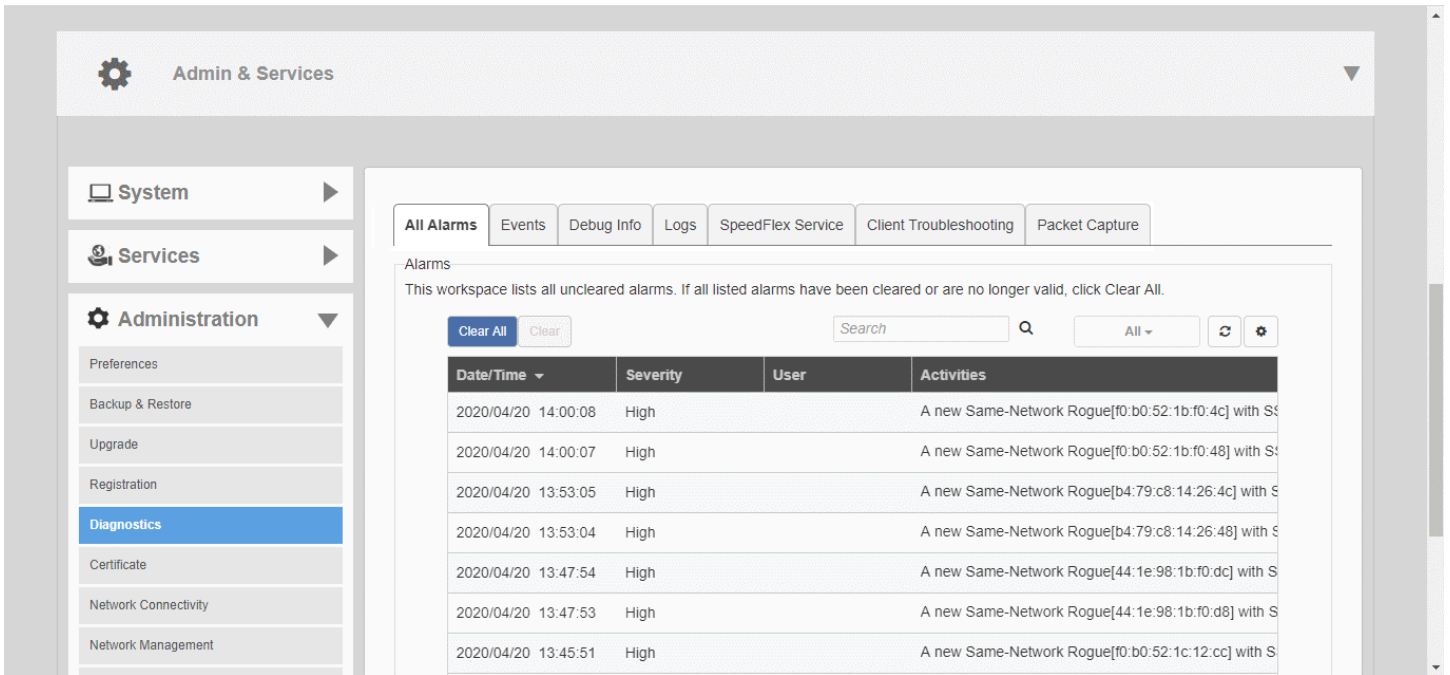 Admin & Services
System
Services
Administration
Preferences
Backup & Restore
Upgrade
Registration
Diagnostics
Certificate
Network Connectivity
Network Management
All Alarms Events Debug Info Logs SpeedFlex Service Client Troubleshooting Packet Capture
Alarms
This workspace lists all uncleared alarms. If all listed alarms have been cleared or are no longer valid, click Clear All.
Clear All Clear Search All
Date/Time Severity User Activities
2020/04/20 14:00:08 High A new Same-Network Rogue[f0:b0:52:1b:f0:4c] with
2020/04/20 14:00:07 High A new Same-Network Rogue[f0:b0:52:1b:f0:48] with
2020/04/20 13:53:05 High A new Same-Network Rogue[b4:79:c8:14:26:4c] with S
2020/04/20 13:53:04 High A new Same-Network Rogue[b4:79:c8:14:26:48] with
2020/04/20 13:47:54 High A new Same-Network Rogue[44:1e:98:1b:f0:dc] with S
2020/04/20 13:47:53 High A new Same-Network Rogue[44:1e:98:1b:f0:d8] with S
2020/04/20 13:45:51 High A new Same-Network Rogue[f0:b0:52:1c:12:cc] with S